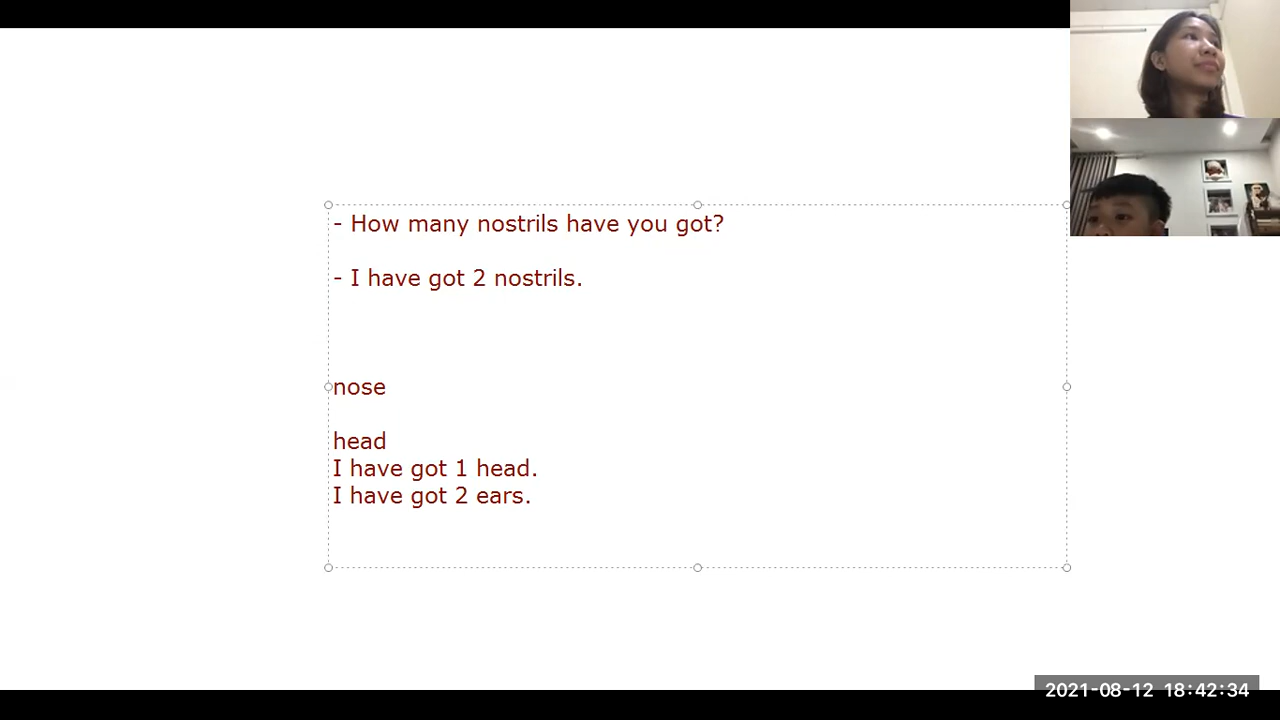 - How many nostrils have you got?
- I have got 2 nostrils.
nose
head
I have got 1 head.
I have got 2 ears.
2021-08-12 18:42:34